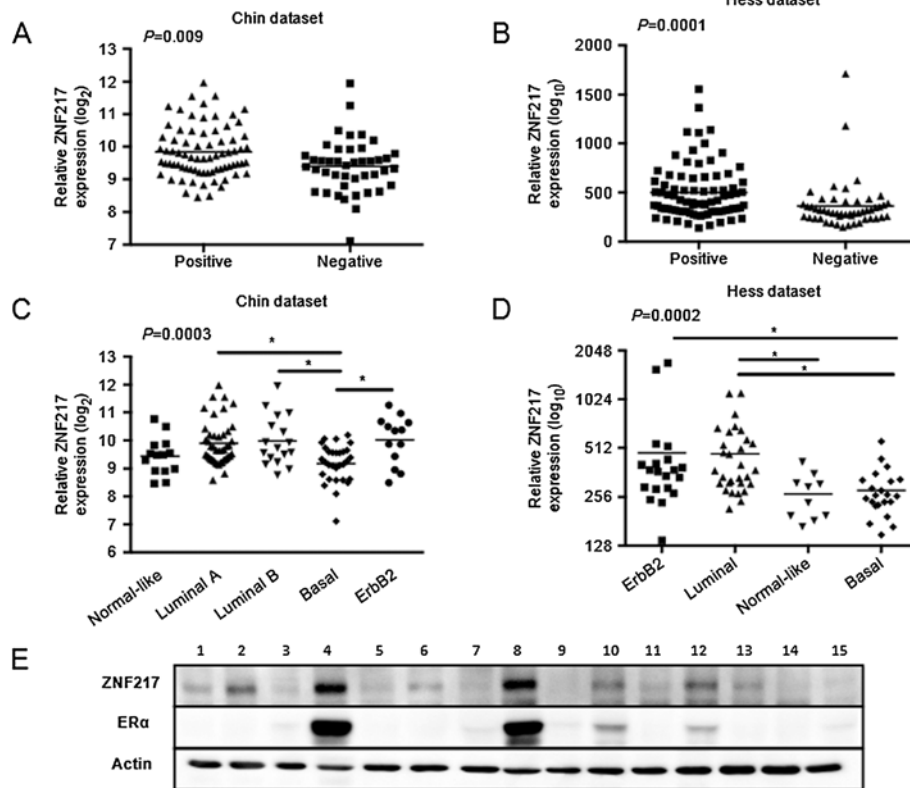 A
Chin dataset
P=0.009
Relative ZNF217
expression (log2)
13
12
11
10
9
8
7
Positive
Negative
B
Hess dataset
P=0.0001
Relative ZNF217
expression (log10)
2000
1500
1000
500
0
Positive
Negative
C
Chin dataset
P=0.0003
* * *
Relative ZNF217
expression (log2)
13
12
11
10
9
8
7
6
Normal-like
Luminal A
Luminal B
Basal
ErbB2
D
Hess dataset
P=0.0002
* * *
Relative ZNF217
expression (log10)
2048
1024
512
256
128
ErbB2
Luminal
Normal-like
Basal
E
1 2 3 4 5 6 7 8 9 10 11 12 13 14 15
ZNF217
ERα
Actin